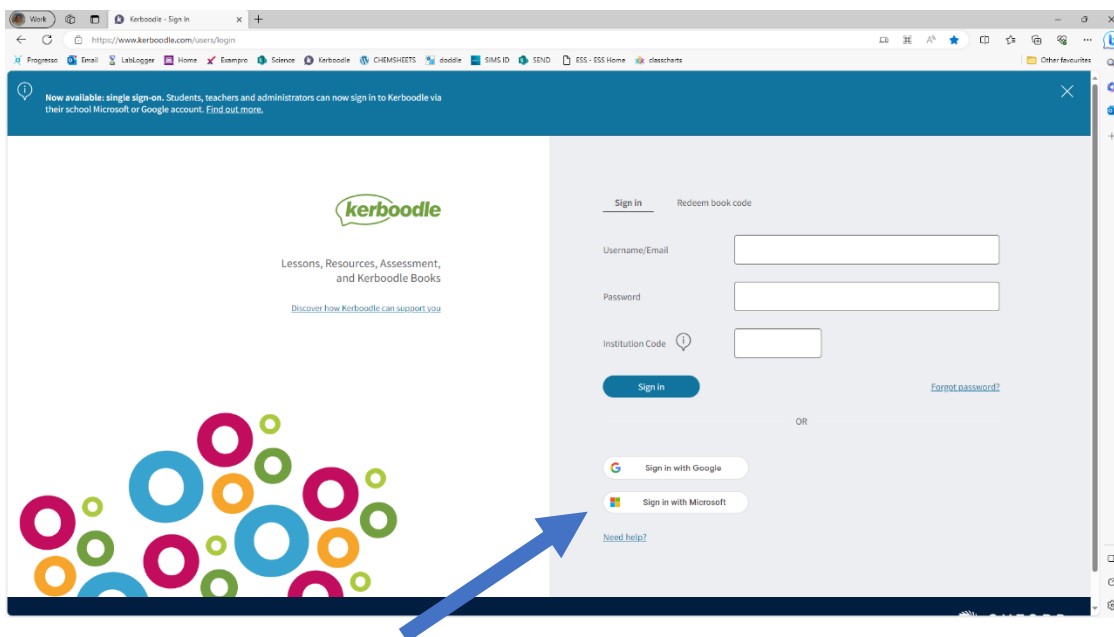 Work
Kerboodle - Sign In
https://www.kerboodle.com/users/login
Progresso Email LabLogger Home Exampro Science Kerboodle CHEMSHEETS doddle SIMS ID SEND ESS - ESS Home classcharts Other favourites
Now available: single sign-on. Students, teachers and administrators can now sign in to Kerboodle via
their school Microsoft or Google account. Find out more.
kerboodle
Lessons, Resources, Assessment,
and Kerboodle Books
Discover how Kerboodle can support you
Sign in Redeem book code
Username/Email
Password
Institution Code
Sign in Forgot password?
OR
Sign in with Google
Sign in with Microsoft
Need help?